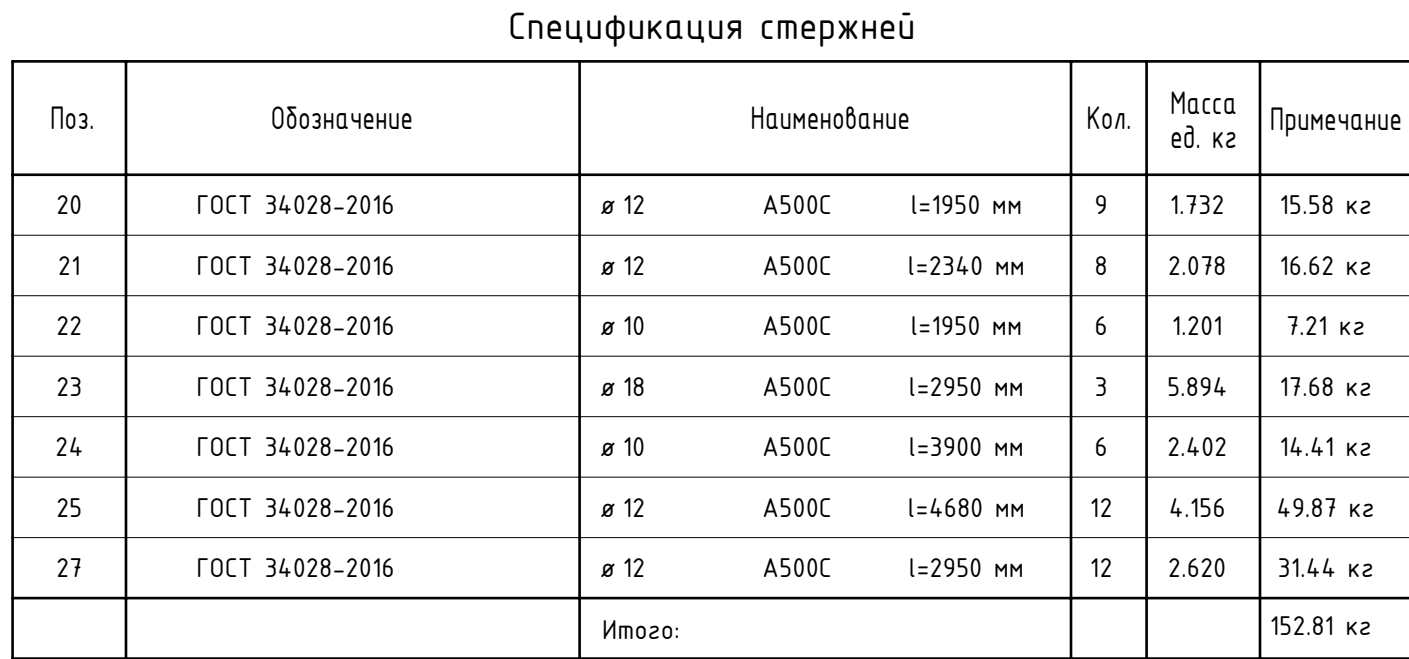 Спецификация стержней
Поз. Обозначение Наименование Кол. Масса ед. кг Примечание
20 ГОСТ 34028-2016 ø 12 А500С l=1950 мм 9 1.732 15.58 кг
21 ГОСТ 34028-2016 ø 12 А500С l=2340 мм 8 2.078 16.62 кг
22 ГОСТ 34028-2016 ø 10 А500С l=1950 мм 6 1.201 7.21 кг
23 ГОСТ 34028-2016 ø 18 А500С l=2950 мм 3 5.894 17.68 кг
24 ГОСТ 34028-2016 ø 10 А500С l=3900 мм 6 2.402 14.41 кг
25 ГОСТ 34028-2016 ø 12 А500С l=4680 мм 12 4.156 49.87 кг
27 ГОСТ 34028-2016 ø 12 А500С l=2950 мм 12 2.620 31.44 кг
Итого: 152.81 кг